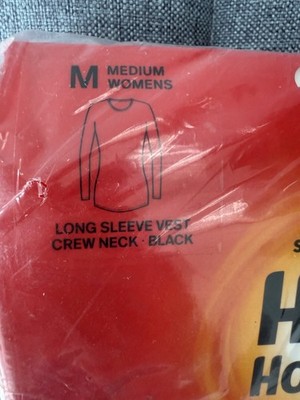 M MEDIUM
WOMENS
LONG SLEEVE VEST
CREW NECK · BLACK